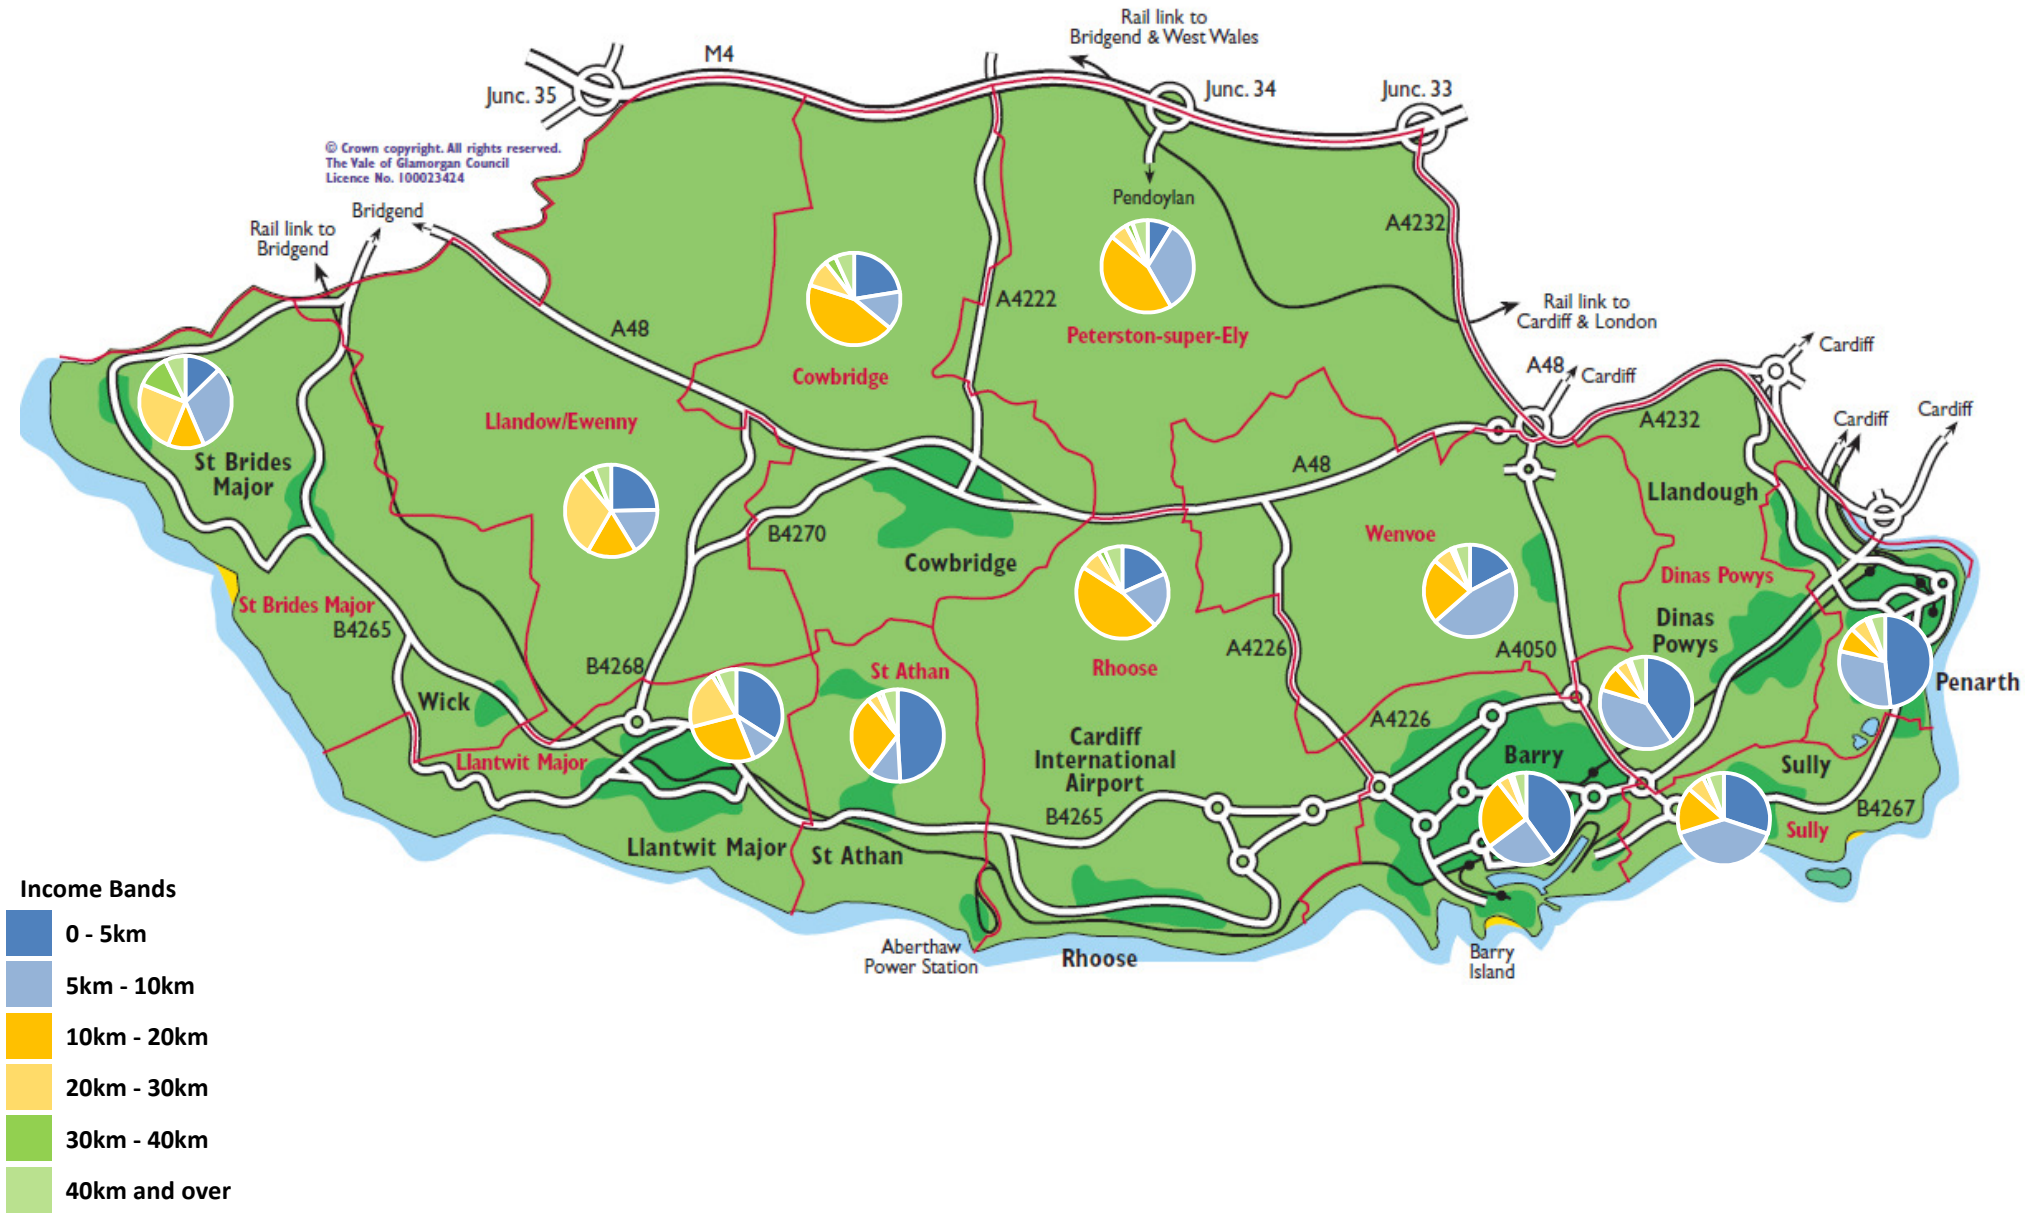 Rail link to
Bridgend & West Wales
M4
Junc. 35
Junc. 34
Junc. 33
© Crown copyright. All rights reserved.
The Vale of Glamorgan Council
Licence No. 100023424
Pendoylan
Bridgend
Rail link to
Bridgend
A4232
A4222
Rail link to
Cardiff & London
A48
Peterston-super-Ely
Cardiff
A48
Cardiff
Cowbridge
Cardiff
Cardiff
A4232
Llandow/Ewenny
St Brides
Major
A48
Llandough
B4270
Wenvoe
Cowbridge
Dinas Powys
St Brides Major
B4265
Dinas
Powys
A4226
A4050
B4268
St Athan
Rhoose
Penarth
Wick
A4226
Cardiff
International
Airport
Barry
Llantwit Major
Sully
B4265
B4267
Sully
Llantwit Major
St Athan
Aberthaw
Power Station
Rhoose
Barry
Island
Income Bands
0 - 5km
5km - 10km
10km - 20km
20km - 30km
30km - 40km
40km and over